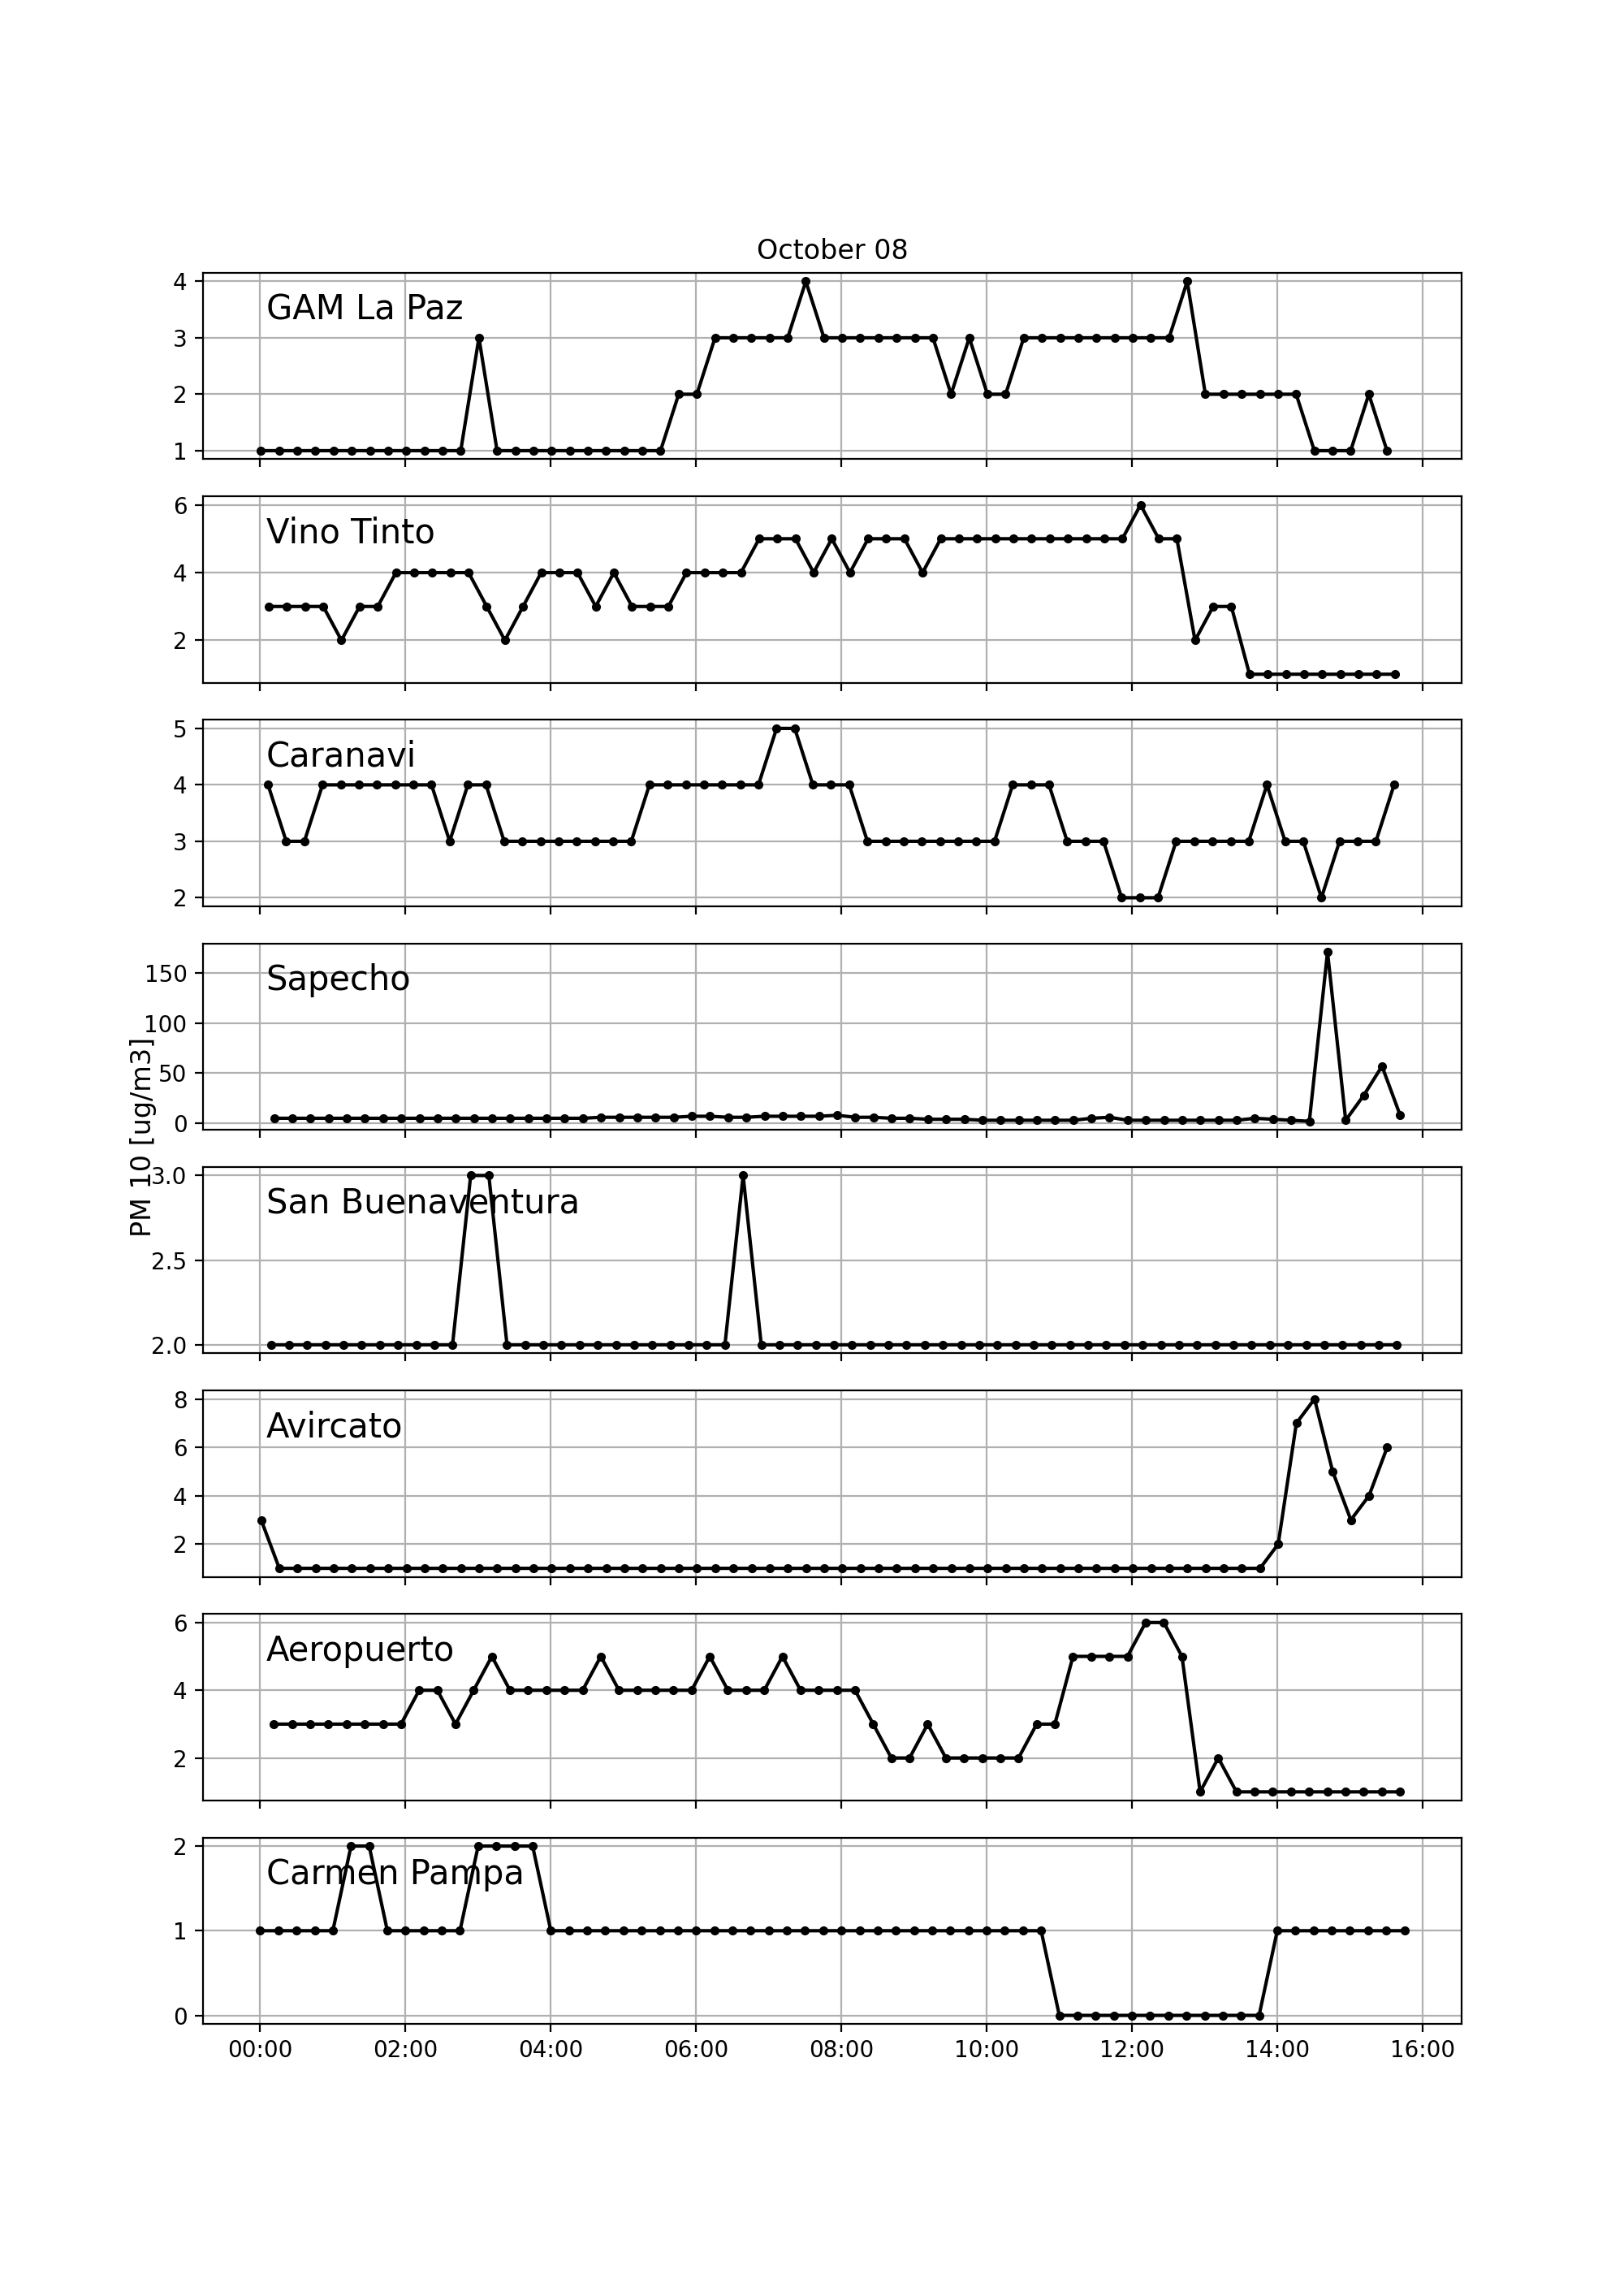 October 08
4
GAM La Paz
3
2
1
6
Vino Tinto
4
2
5
Caranavi
4
3
2
150
Sapecho
100
50
0
PM 10 [ug/m3]
3.0
San Buenaventura
2.5
2.0
8
Avircato
6
4
2
6
Aeropuerto
4
2
2
Carmen Pampa
1
0
00:00 02:00 04:00 06:00 08:00 10:00 12:00 14:00 16:00